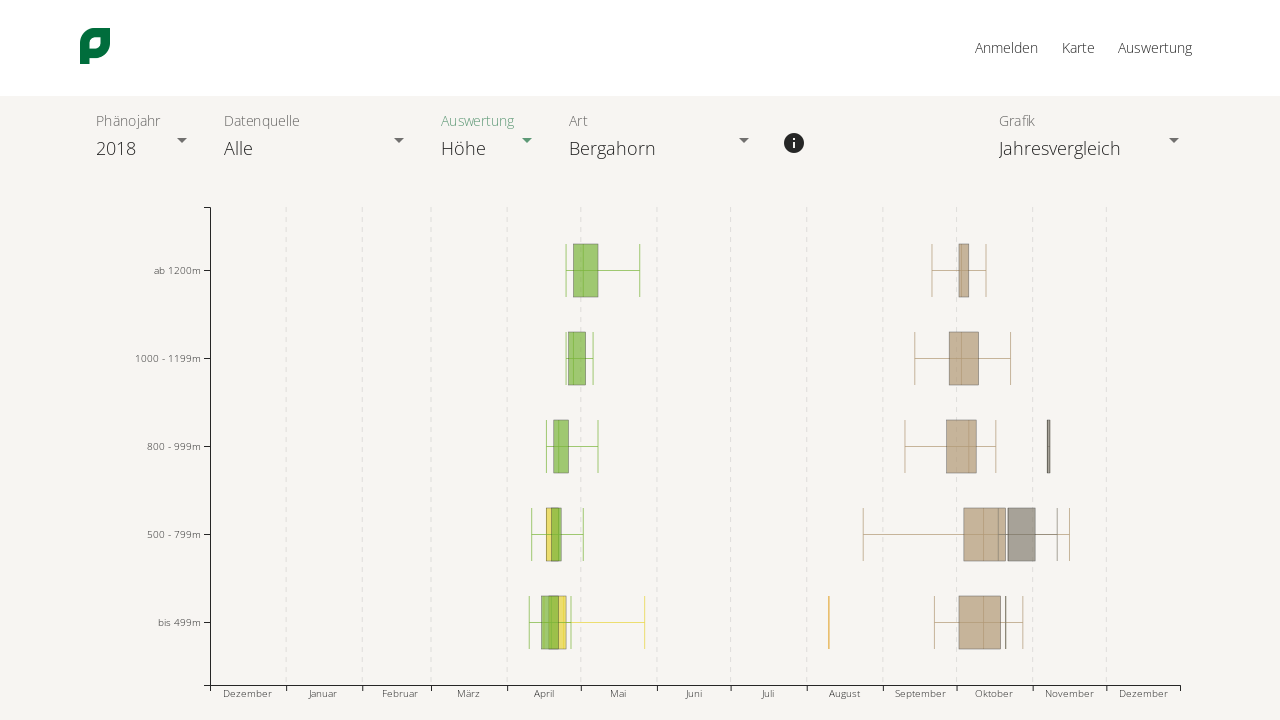 Anmelden Karte Auswertung
Phänojahr Datenquelle Auswertung Art Grafik
2018 Alle Höhe Bergahorn Jahresvergleich
ab 1200m
1000 - 1199m
800 - 999m
500 - 799m
bis 499m
Dezember Januar Februar März April Mai Juni Juli August September Oktober November Dezember